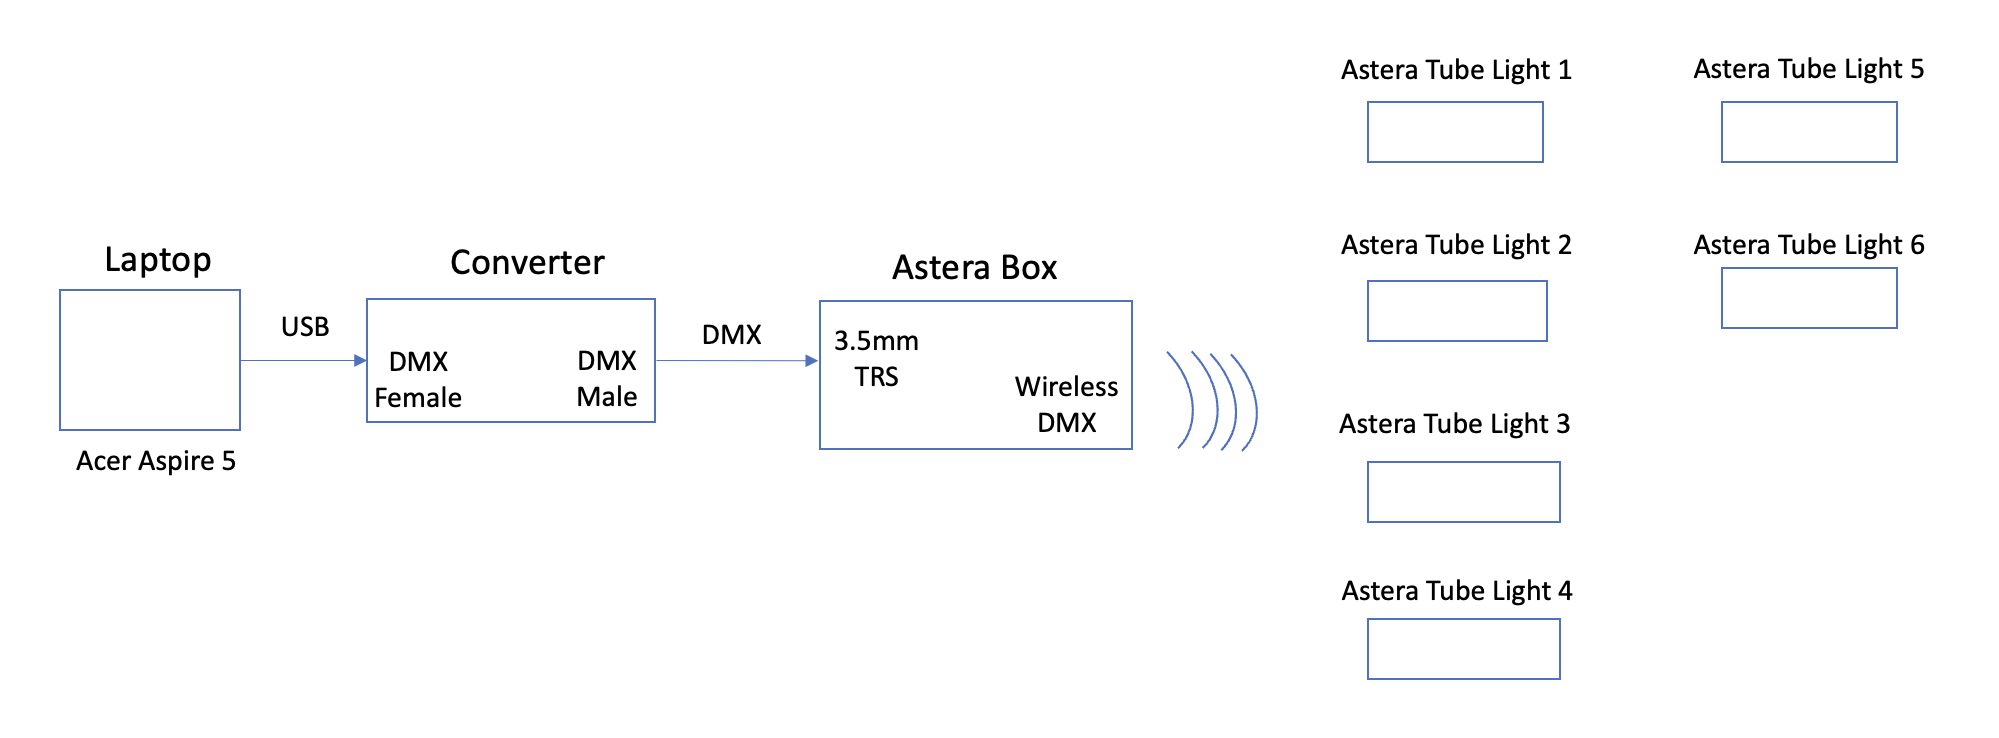 Laptop
Acer Aspire 5
USB
Converter
DMX
Female
DMX
Male
DMX
Astera Box
3.5mm
TRS
Wireless
DMX
Astera Tube Light 1
Astera Tube Light 2
Astera Tube Light 3
Astera Tube Light 4
Astera Tube Light 5
Astera Tube Light 6